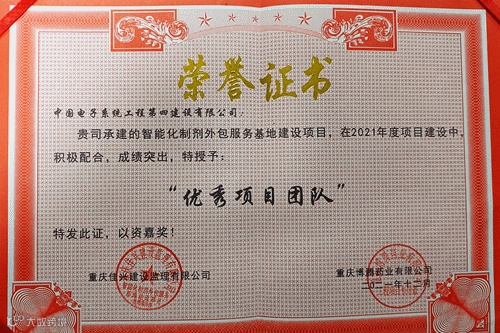 荣誉证书
中国电子系统工程第四建设有限公司：
贵司承建的智能化制剂外包服务基地建设项目，在2021年度项目建设中，
积极配合，成绩突出，特授予：
“优秀项目团队”
特发此证，以资嘉奖！
重庆佳兴建设监理有限公司
重庆博腾药业有限公司
二〇二一年十二月
大数跨境